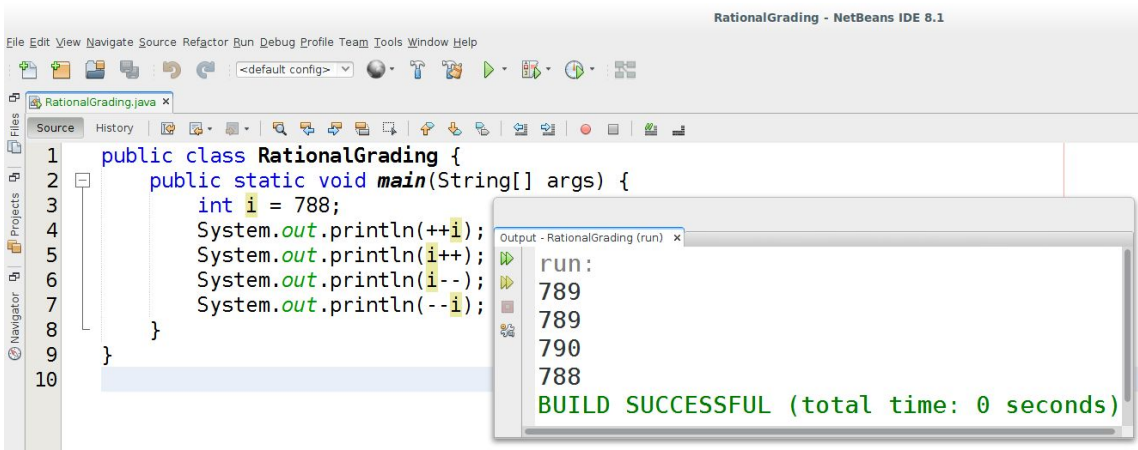 RationalGrading - NetBeans IDE 8.1
File Edit View Navigate Source Refactor Run Debug Profile Team Tools Window Help
<default config>
RationalGrading.java
Source History
Files
Projects
Navigator
1 public class RationalGrading {
2 public static void main(String[] args) {
3 int i = 788;
4 System.out.println(++i);
5 System.out.println(i++);
6 System.out.println(i--);
7 System.out.println(--i);
8 }
9 }
10
Output - RationalGrading (run)
run:
789
789
790
788
BUILD SUCCESSFUL (total time: 0 seconds)